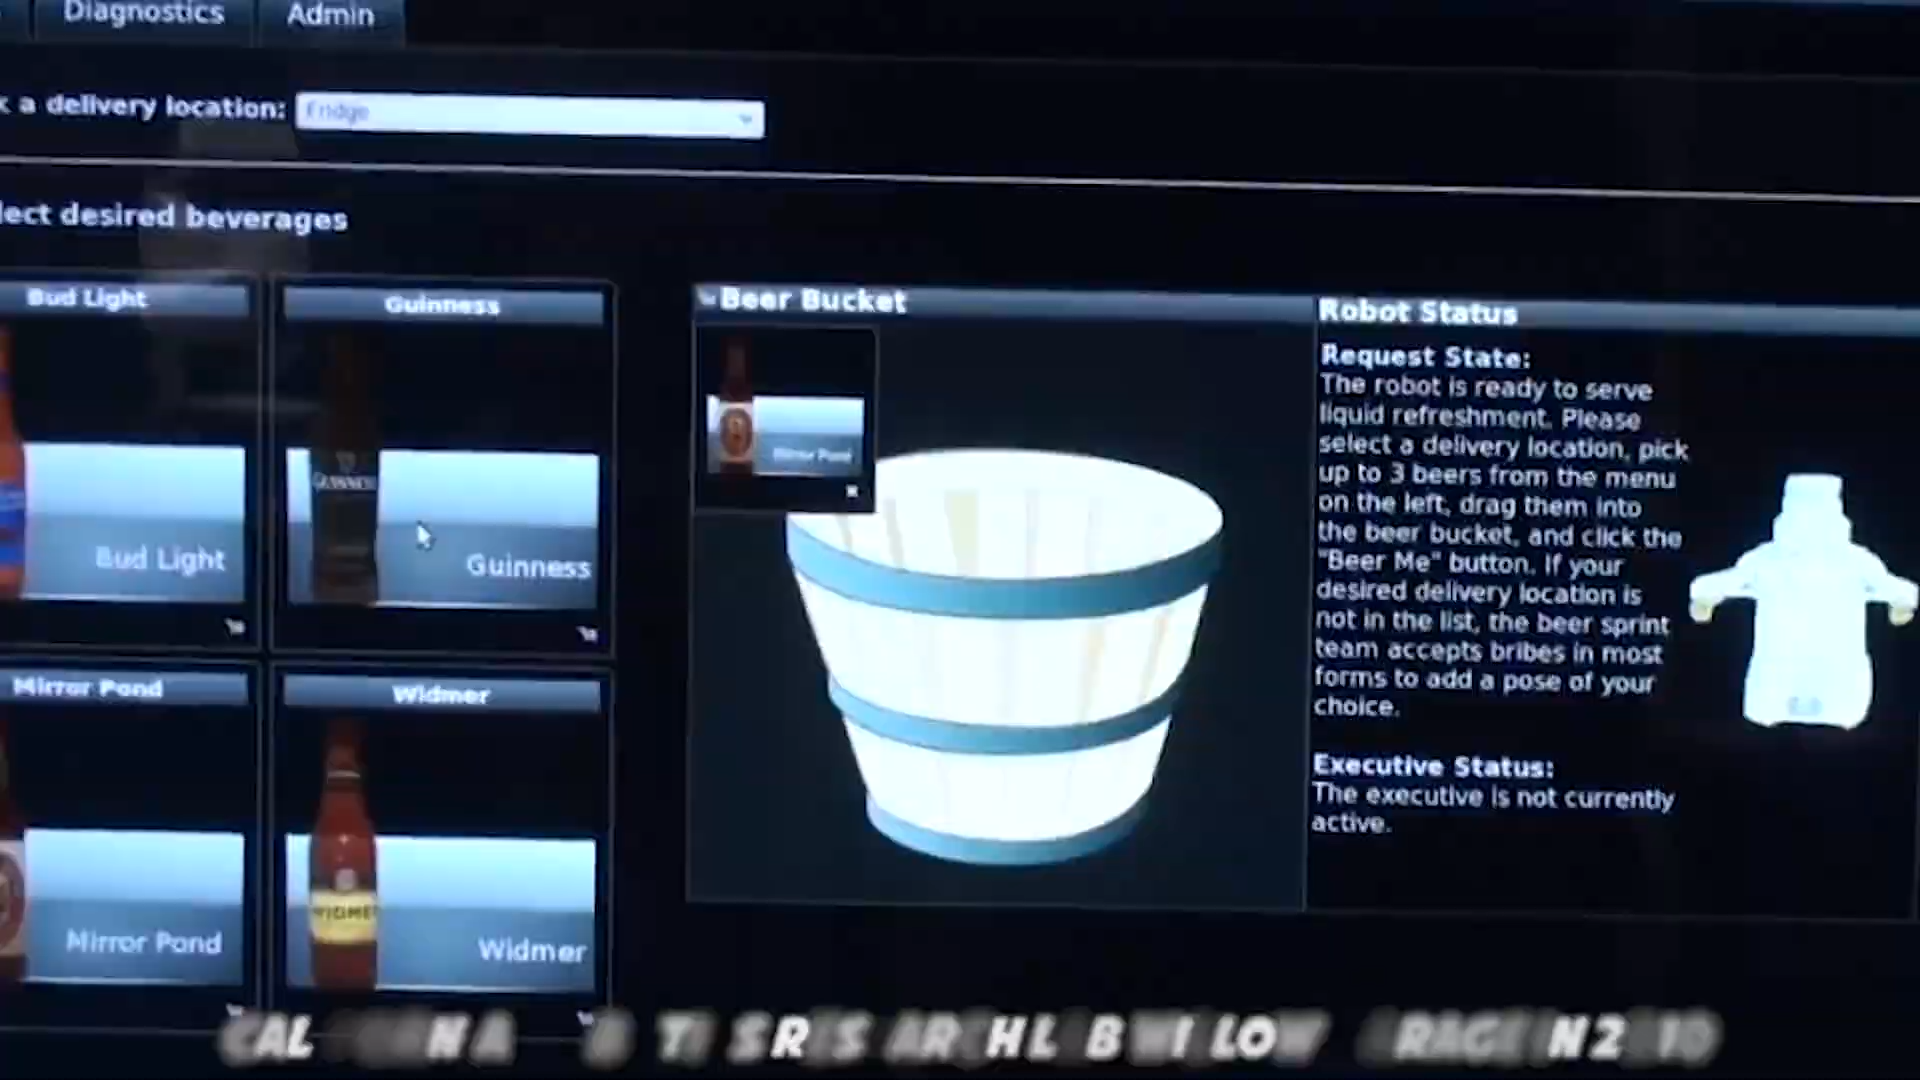 Diagnostics Admin
a delivery location: Fridge
lect desired beverages
Bud Light
Guinness
GUINNESS
Bud Light
Guinness
Mirror Pond
Widmer
Mirror Pond
Widmer
Beer Bucket
Mirror Pond
Robot Status
Request State:
The robot is ready to serve
liquid refreshment. Please
select a delivery location, pick
up to 3 beers from the menu
on the left, drag them into
the beer bucket, and click the
"Beer Me" button. If your
desired delivery location is
not in the list, the beer sprint
team accepts bribes in most
forms to add a pose of your
choice.
Executive Status:
The executive is not currently
active.